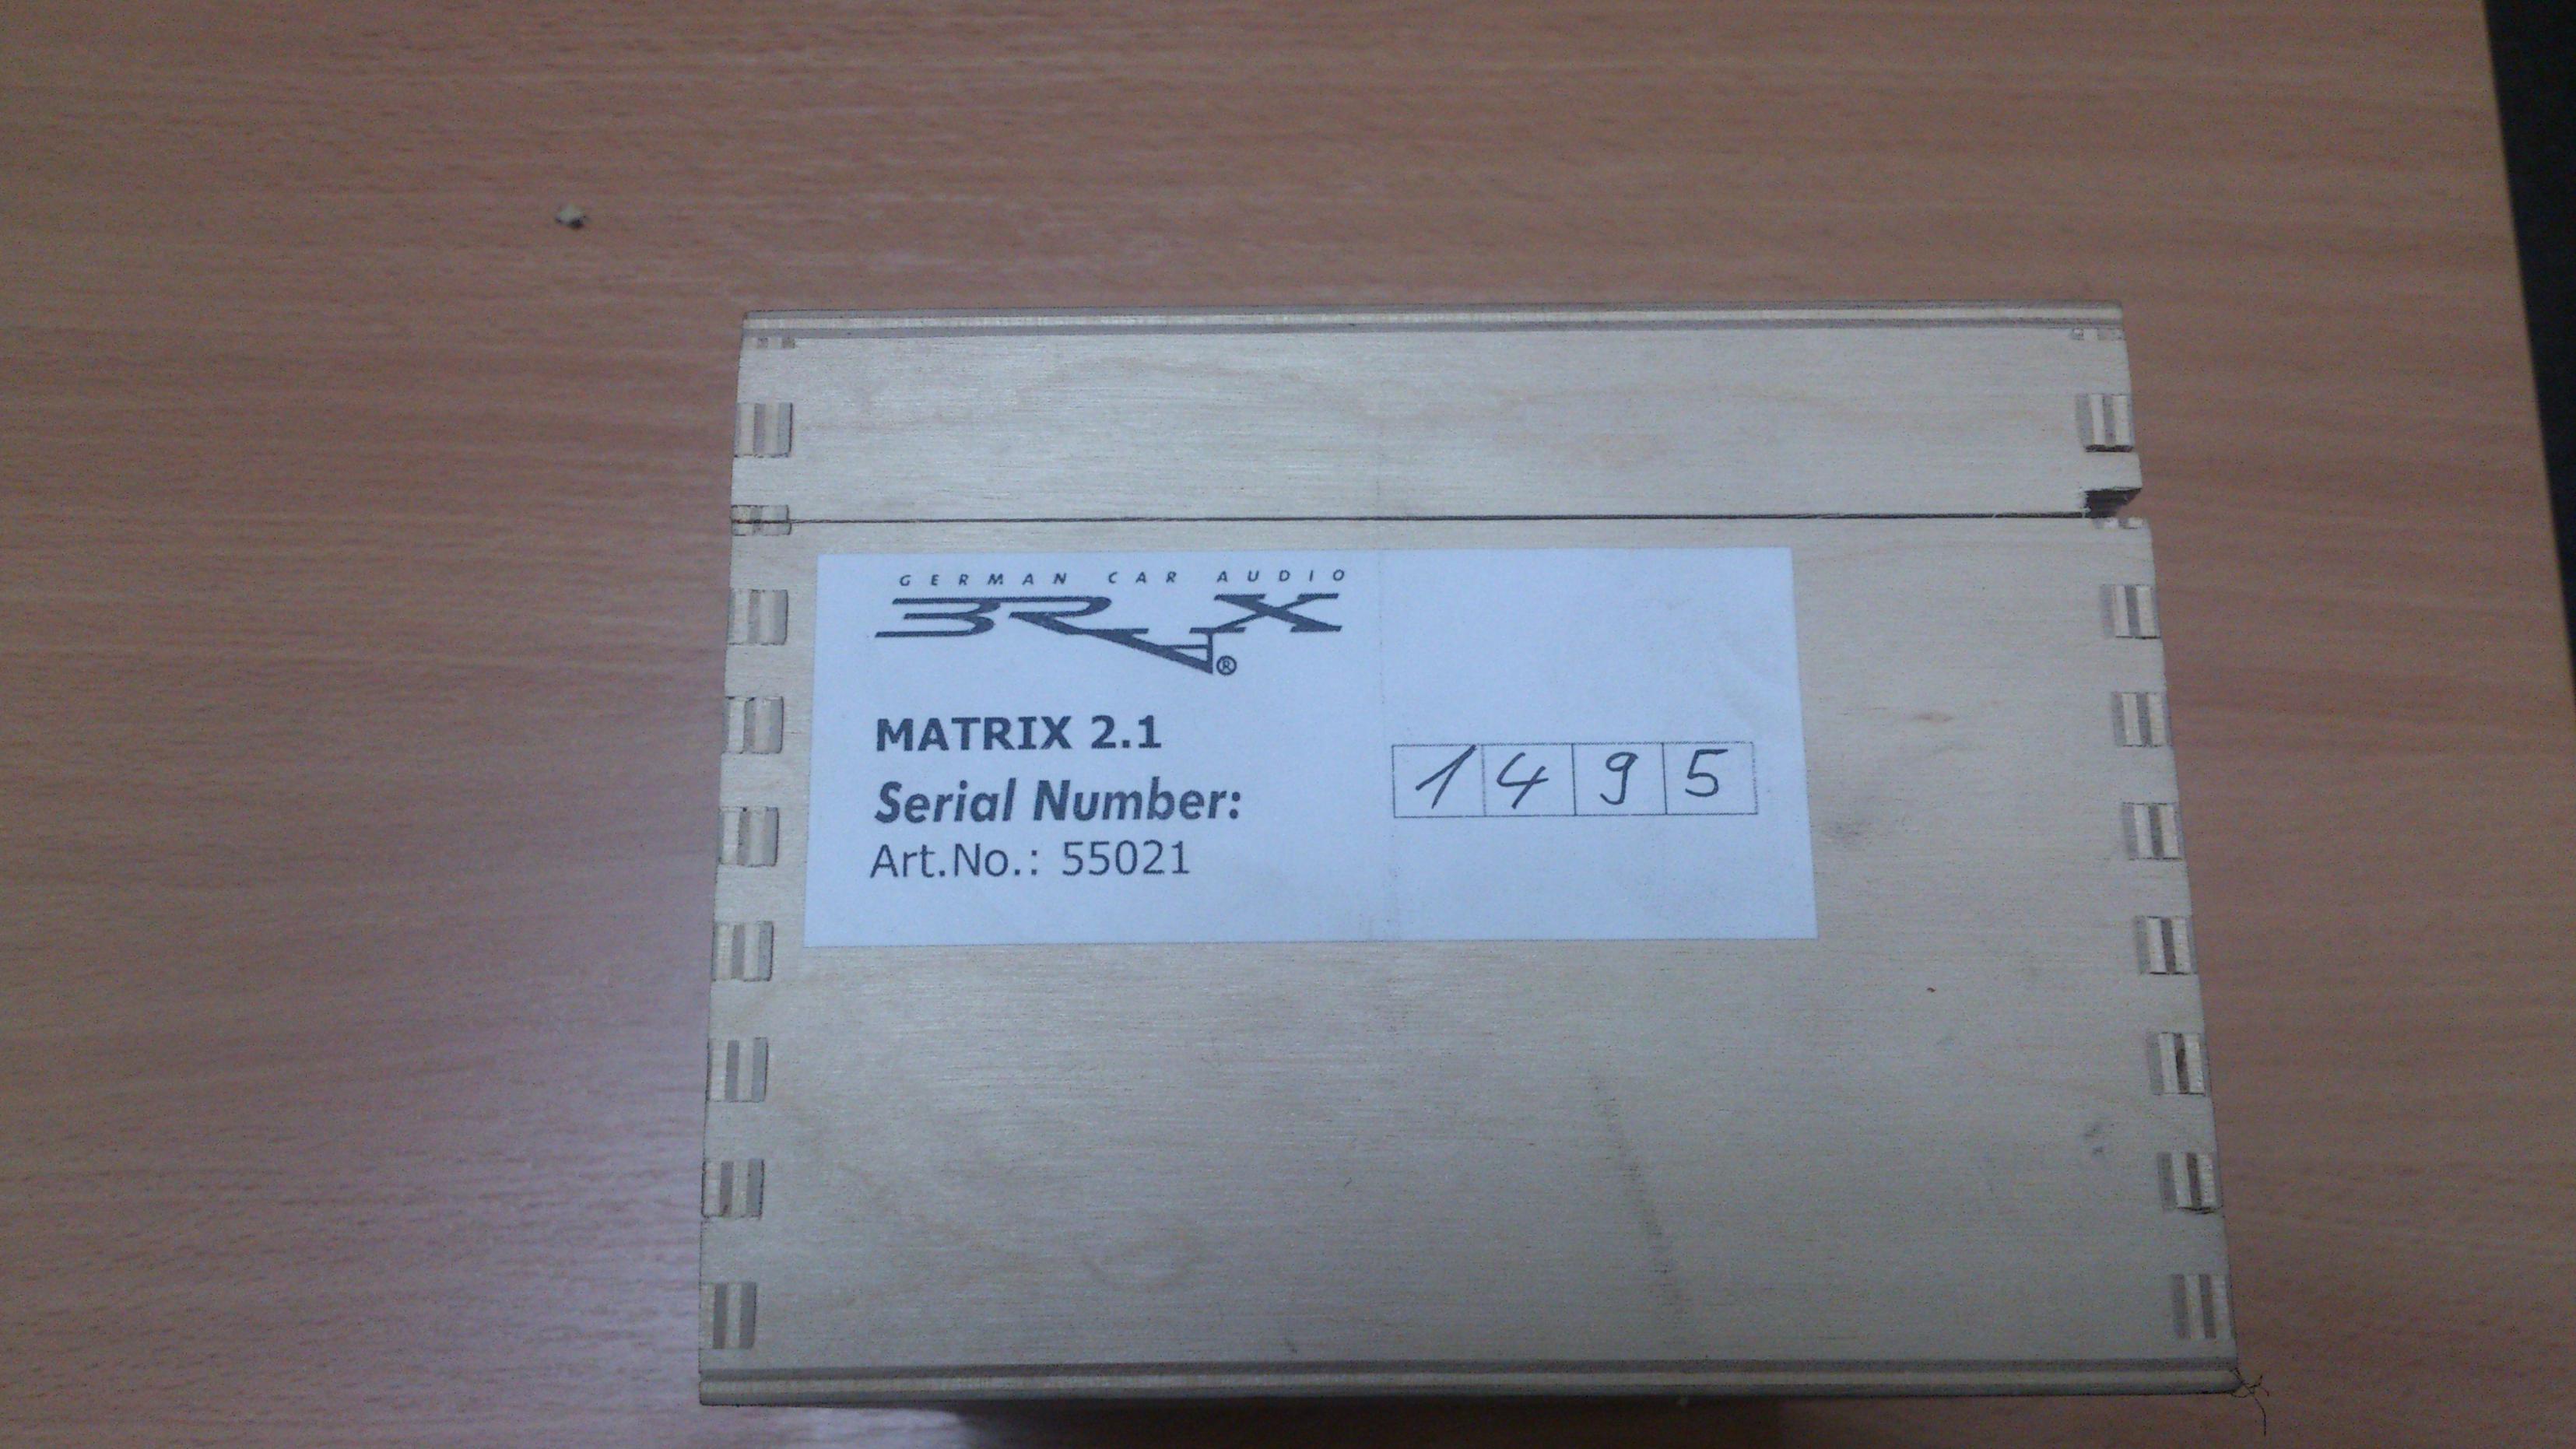 GERMAN CAR AUDIO
BRAX®
MATRIX 2.1
Serial Number: 1495
Art.No.: 55021